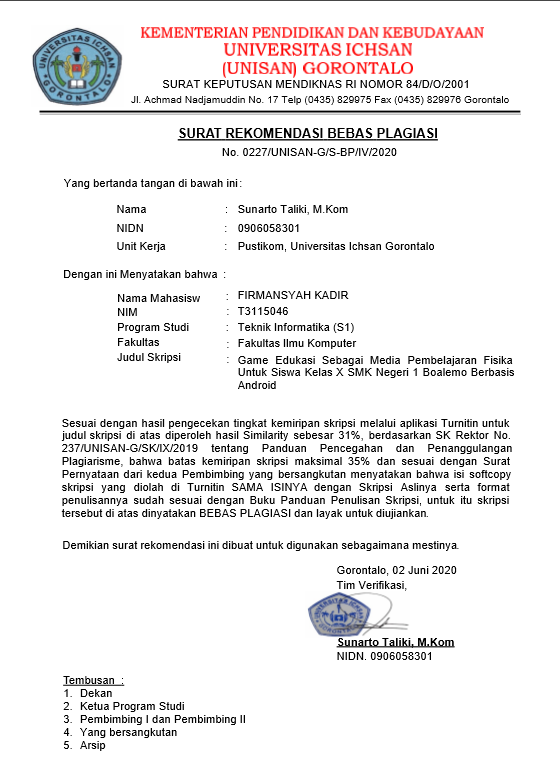 KEMENTERIAN PENDIDIKAN DAN KEBUDAYAAN
UNIVERSITAS ICHSAN
(UNISAN) GORONTALO
SURAT KEPUTUSAN MENDIKNAS RI NOMOR 84/D/O/2001
Jl. Achmad Nadjamuddin No. 17 Telp (0435) 829975 Fax (0435) 829976 Gorontalo
UNIVERSITAS ICHSAN
GORONTALO
SURAT REKOMENDASI BEBAS PLAGIASI
No. 0227/UNISAN-G/S-BP/IV/2020
Yang bertanda tangan di bawah ini :
Nama : Sunarto Taliki, M.Kom
NIDN : 0906058301
Unit Kerja : Pustikom, Universitas Ichsan Gorontalo
Dengan ini Menyatakan bahwa :
Nama Mahasisw : FIRMANSYAH KADIR
NIM : T3115046
Program Studi : Teknik Informatika (S1)
Fakultas : Fakultas Ilmu Komputer
Judul Skripsi : Game Edukasi Sebagai Media Pembelajaran Fisika
Untuk Siswa Kelas X SMK Negeri 1 Boalemo Berbasis
Android
Sesuai dengan hasil pengecekan tingkat kemiripan skripsi melalui aplikasi Turnitin untuk
judul skripsi di atas diperoleh hasil Similarity sebesar 31%, berdasarkan SK Rektor No.
237/UNISAN-G/SK/IX/2019 tentang Panduan Pencegahan dan Penanggulangan
Plagiarisme, bahwa batas kemiripan skripsi maksimal 35% dan sesuai dengan Surat
Pernyataan dari kedua Pembimbing yang bersangkutan menyatakan bahwa isi softcopy
skripsi yang diolah di Turnitin SAMA ISINYA dengan Skripsi Aslinya serta format
penulisannya sudah sesuai dengan Buku Panduan Penulisan Skripsi, untuk itu skripsi
tersebut di atas dinyatakan BEBAS PLAGIASI dan layak untuk diujiankan.
Demikian surat rekomendasi ini dibuat untuk digunakan sebagaimana mestinya.
Gorontalo, 02 Juni 2020
Tim Verifikasi,
UNIVERSITAS ICHSAN
GORONTALO
Sunarto Taliki, M.Kom
NIDN. 0906058301
Tembusan :
1. Dekan
2. Ketua Program Studi
3. Pembimbing I dan Pembimbing II
4. Yang bersangkutan
5. Arsip